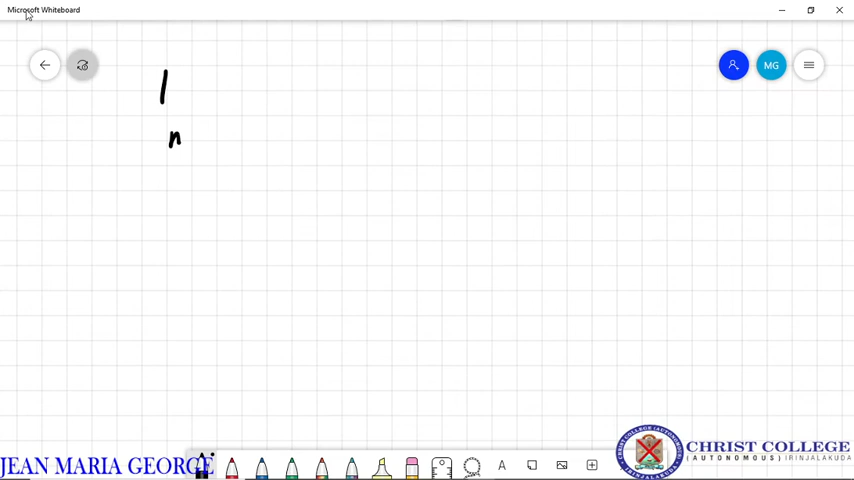 Microsoft Whiteboard
MG
n
A
JEAN MARIA GEORGE
CHRIST COLLEGE
(AUTONOMOUS) IRINJALAKUDA